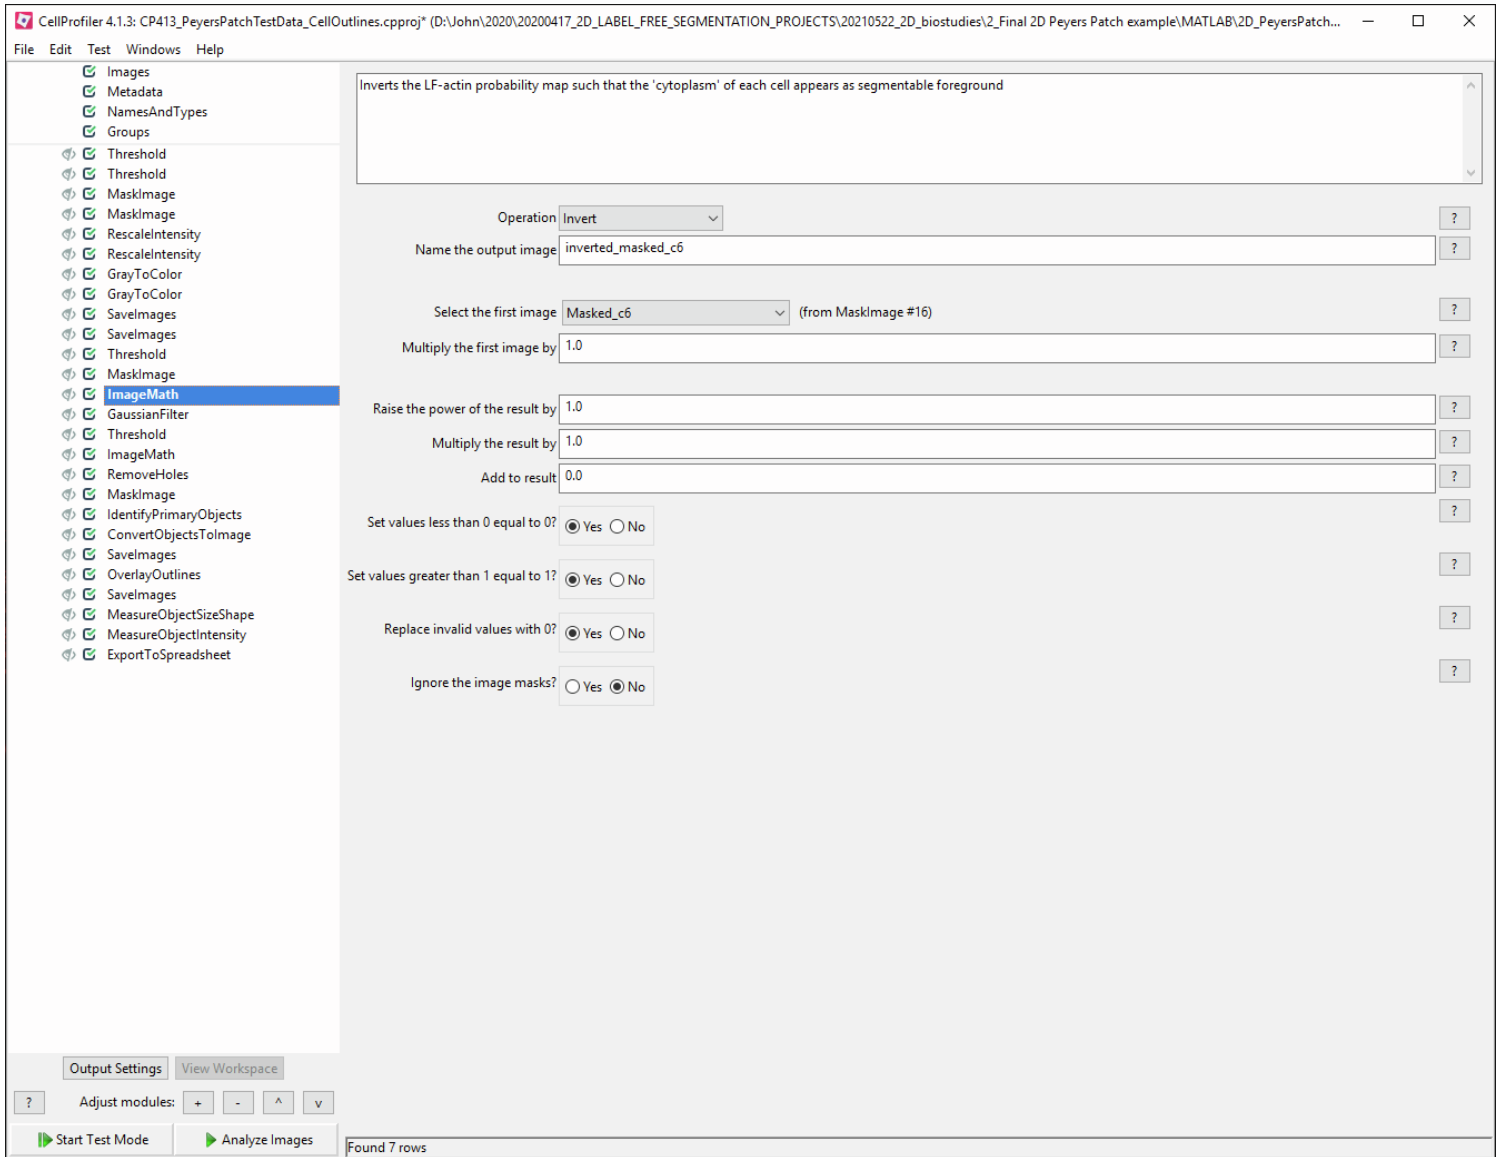 CellProfiler 4.1.3: CP413_PeyersPatchTestData_CellOutlines.cpproj* (D:\John\2020\20200417_2D_LABEL_FREE_SEGMENTATION_PROJECTS\20210522_2D_biostudies\2_Final 2D Peyers Patch example\MATLAB\2D_PeyersPatch...
File Edit Test Windows Help
Images
Metadata
NamesAndTypes
Groups
Threshold
Threshold
MaskImage
MaskImage
RescaleIntensity
RescaleIntensity
GrayToColor
GrayToColor
SaveImages
SaveImages
Threshold
MaskImage
ImageMath
GaussianFilter
Threshold
ImageMath
RemoveHoles
MaskImage
IdentifyPrimaryObjects
ConvertObjectsToImage
SaveImages
OverlayOutlines
SaveImages
MeasureObjectSizeShape
MeasureObjectIntensity
ExportToSpreadsheet
Output Settings View Workspace
? Adjust modules: + - ^ v
Start Test Mode Analyze Images
Inverts the LF-actin probability map such that the 'cytoplasm' of each cell appears as segmentable foreground
Operation Invert ?
Name the output image inverted_masked_c6 ?
Select the first image Masked_c6 (from MaskImage #16) ?
Multiply the first image by 1.0 ?
Raise the power of the result by 1.0 ?
Multiply the result by 1.0 ?
Add to result 0.0 ?
Set values less than 0 equal to 0? Yes No ?
Set values greater than 1 equal to 1? Yes No ?
Replace invalid values with 0? Yes No ?
Ignore the image masks? Yes No ?
Found 7 rows